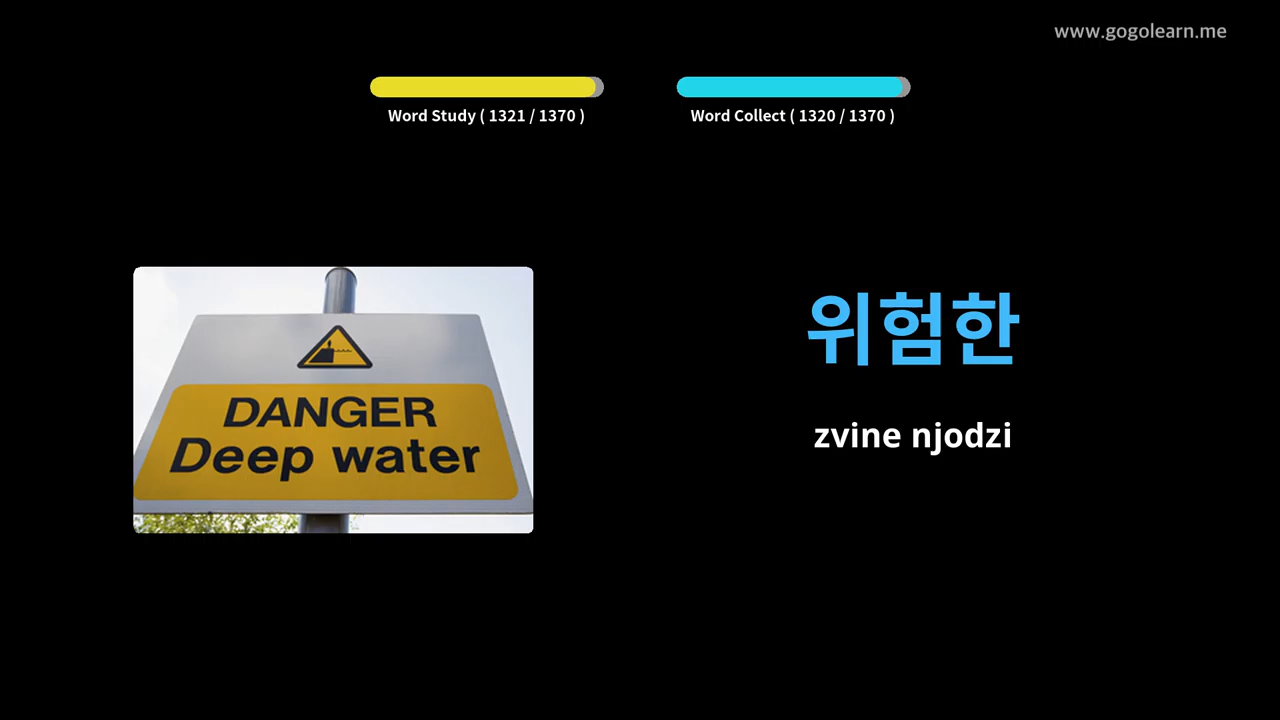 www.gogolearn.me
Word Study ( 1321 / 1370 )
Word Collect ( 1320 / 1370 )
DANGER
Deep water
위험한
zvine njodzi